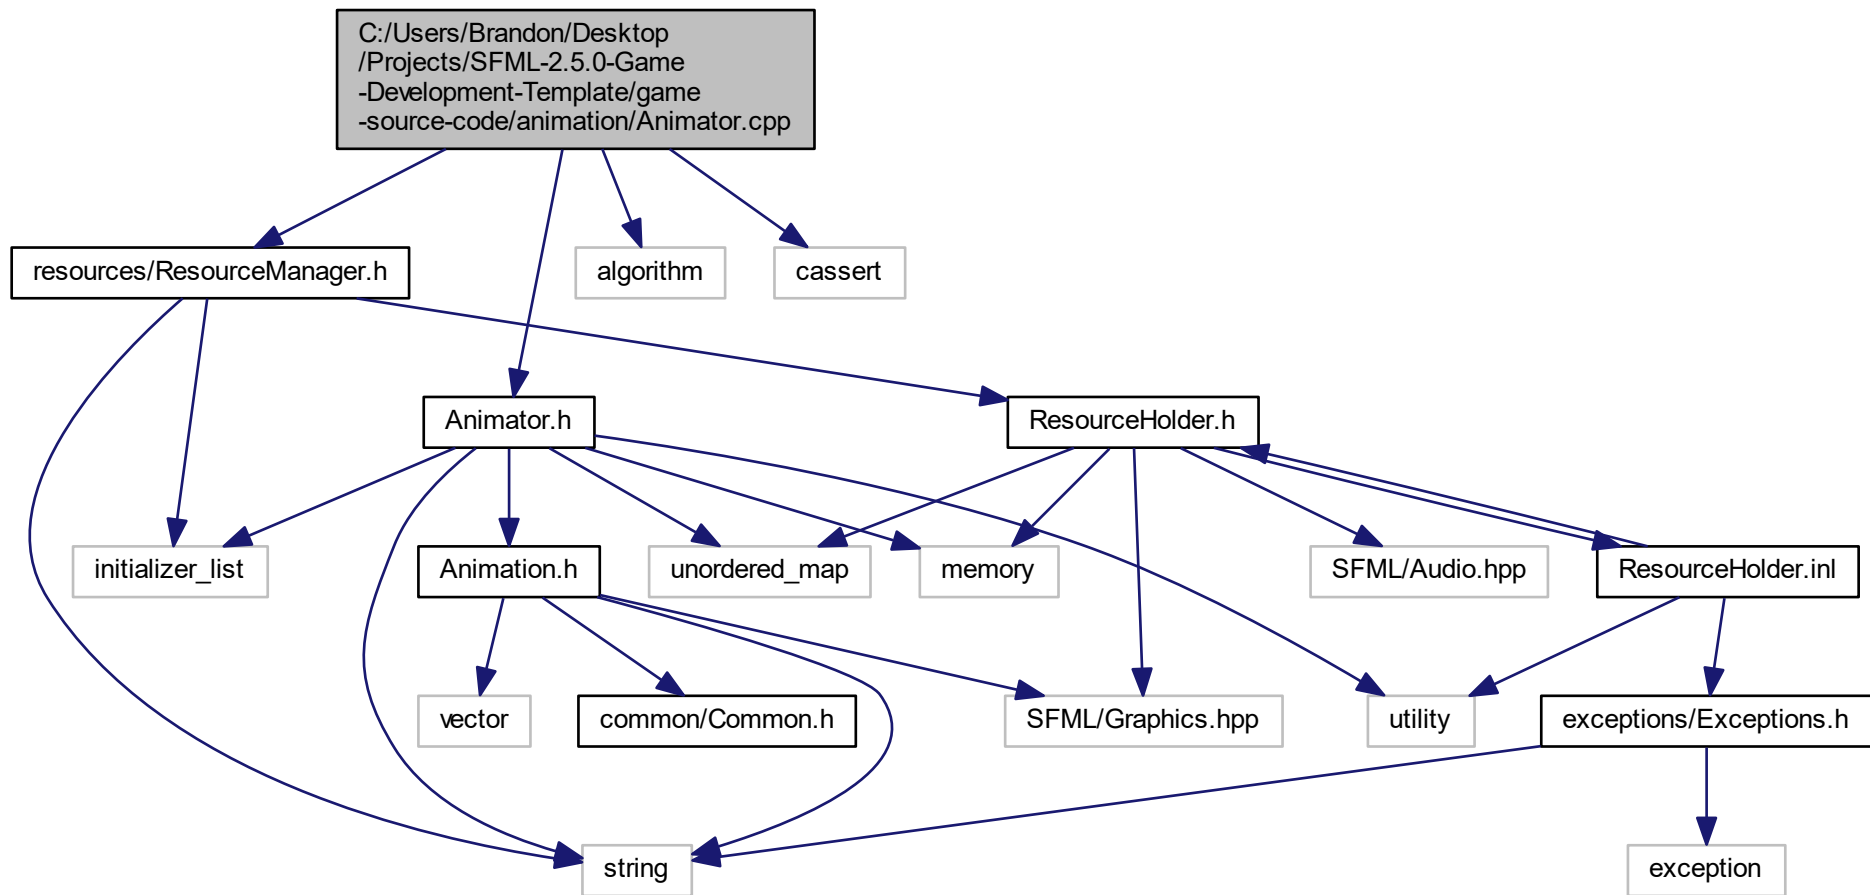 C:/Users/Brandon/Desktop
/Projects/SFML-2.5.0-Game
-Development-Template/game
-source-code/animation/Animator.cpp
resources/ResourceManager.h
algorithm
cassert
Animator.h
ResourceHolder.h
initializer_list
Animation.h
unordered_map
memory
SFML/Audio.hpp
ResourceHolder.inl
vector
common/Common.h
SFML/Graphics.hpp
utility
exceptions/Exceptions.h
string
exception